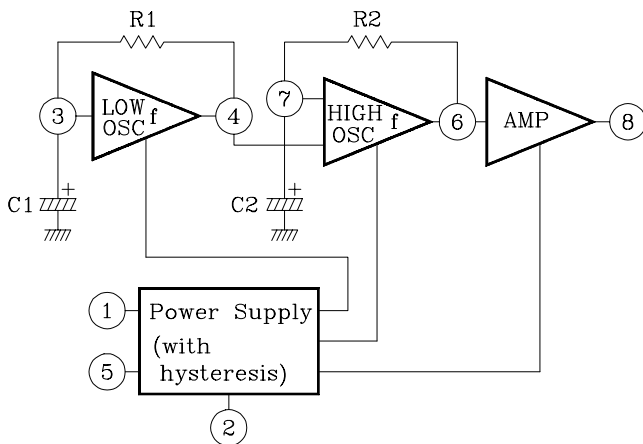 R1
R2
3
LOW f
OSC
4
7
HIGH f
OSC
6
AMP
8
C1
+
C2
+
1
Power Supply
(with
hysteresis)
5
2